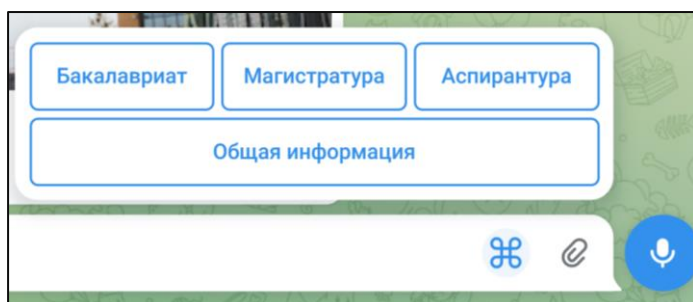 Бакалавриат Магистратура Аспирантура
Общая информация